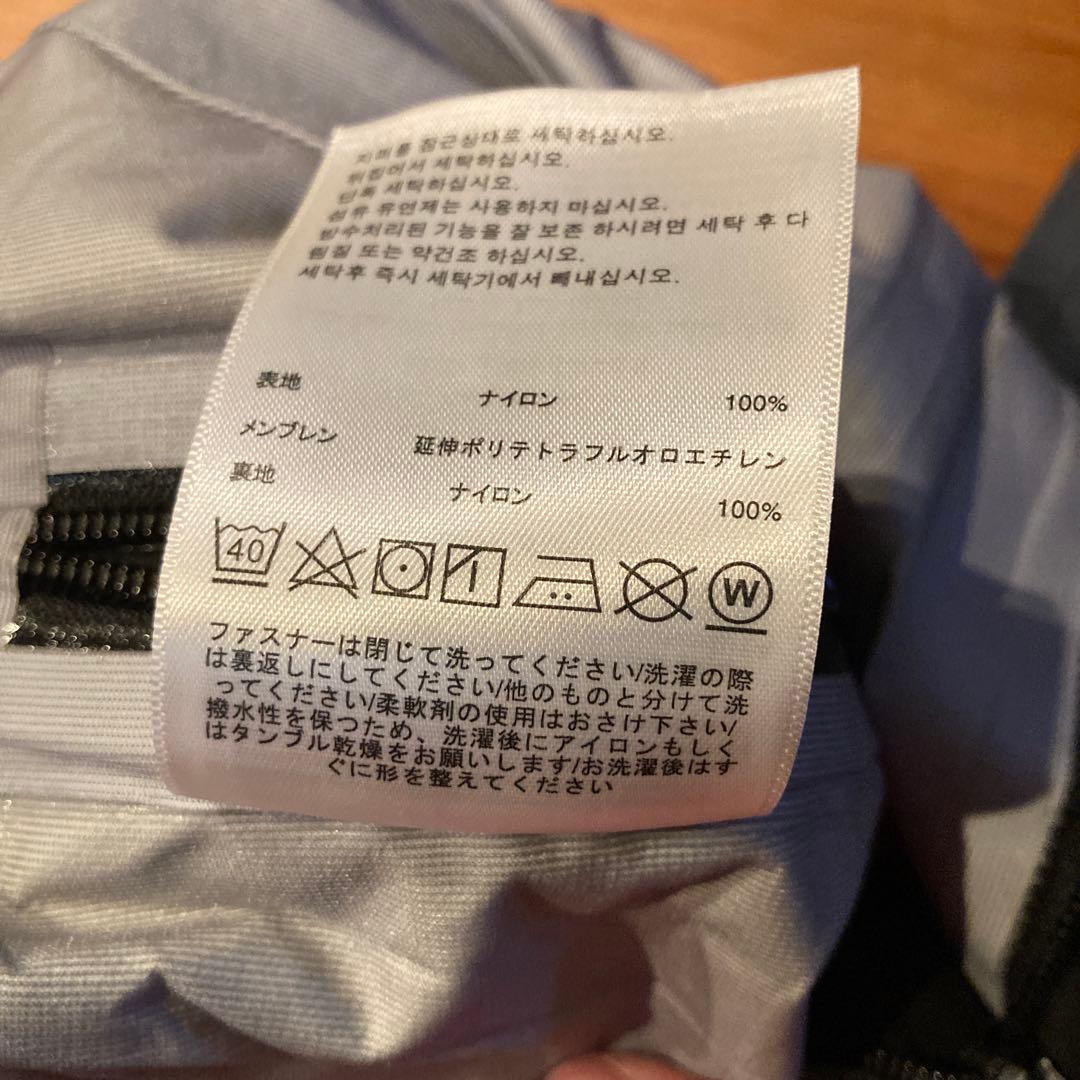 지퍼를 잠근상태로 세탁하십시오.
뒤집어서 세탁하십시오.
단독 세탁하십시오.
섬유 유연제는 사용하지 마십시오.
방수처리된 기능을 잘 보존 하시려면 세탁 후 다
림질 또는 약건조 하십시오.
세탁후 즉시 세탁기에서 빼내십시오.
表地 ナイロン 100%
メンブレン 延伸ポリテトラフルオロエチレン
裏地 ナイロン 100%
40 W
ファスナーは閉じて洗ってください/洗濯の際
は裏返しにしてください/他のものと分けて洗
ってください/柔軟剤の使用はおさけ下さい/
撥水性を保つため、洗濯後にアイロンもしく
はタンブル乾燥をお願いします/お洗濯後はす
ぐに形を整えてください